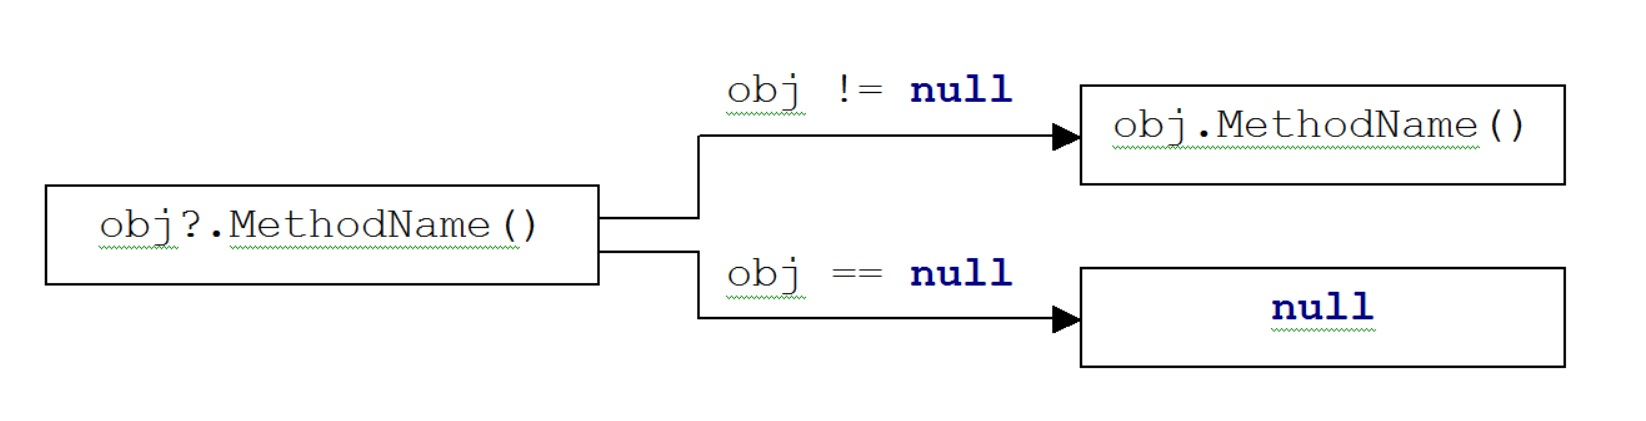 obj != null
obj.MethodName()
obj?.MethodName()
obj == null
null